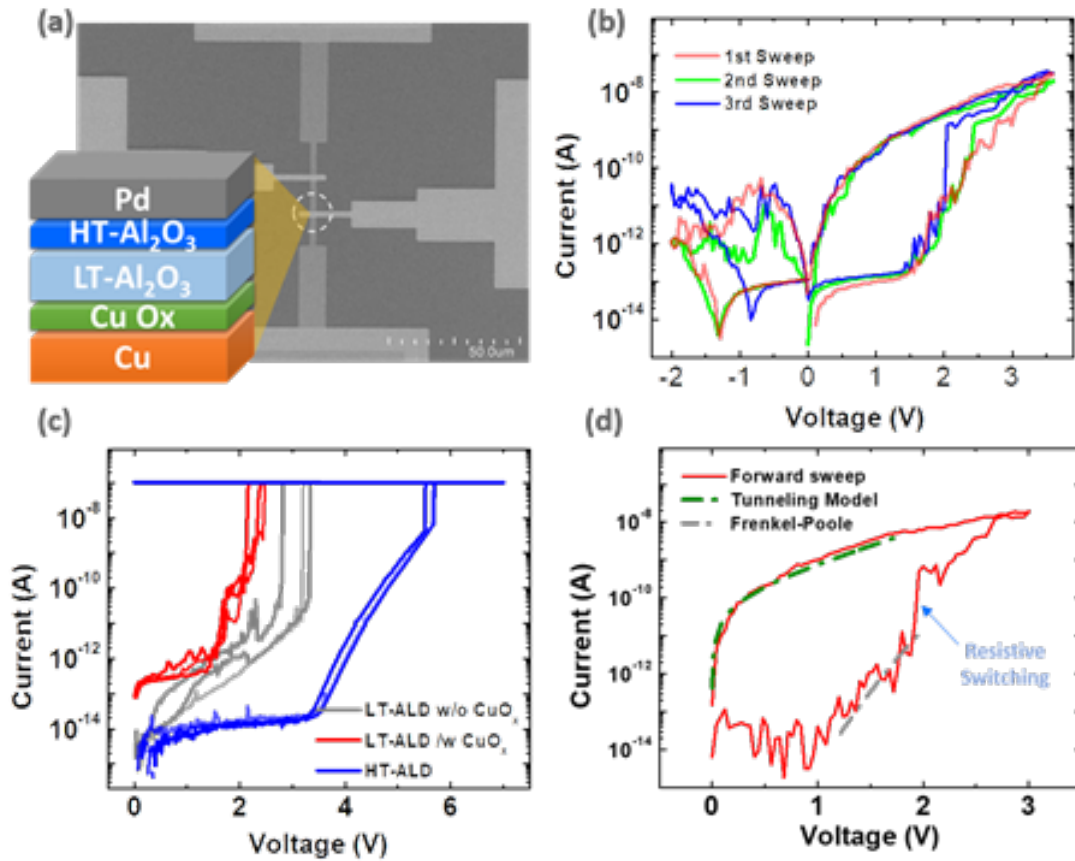 (a)
Pd
HT-Al₂O₃
LT-Al₂O₃
Cu Ox
Cu
50.0um
(b)
1st Sweep
2nd Sweep
3rd Sweep
Current (A)
10⁻⁸
10⁻¹⁰
10⁻¹²
10⁻¹⁴
-2 -1 0 1 2 3
Voltage (V)
(c)
Current (A)
10⁻⁸
10⁻¹⁰
10⁻¹²
10⁻¹⁴
LT-ALD w/o CuOₓ
LT-ALD /w CuOₓ
HT-ALD
0 2 4 6
Voltage (V)
(d)
Forward sweep
Tunneling Model
Frenkel-Poole
Current (A)
10⁻⁸
10⁻¹⁰
10⁻¹²
10⁻¹⁴
Resistive
Switching
0 1 2 3
Voltage (V)